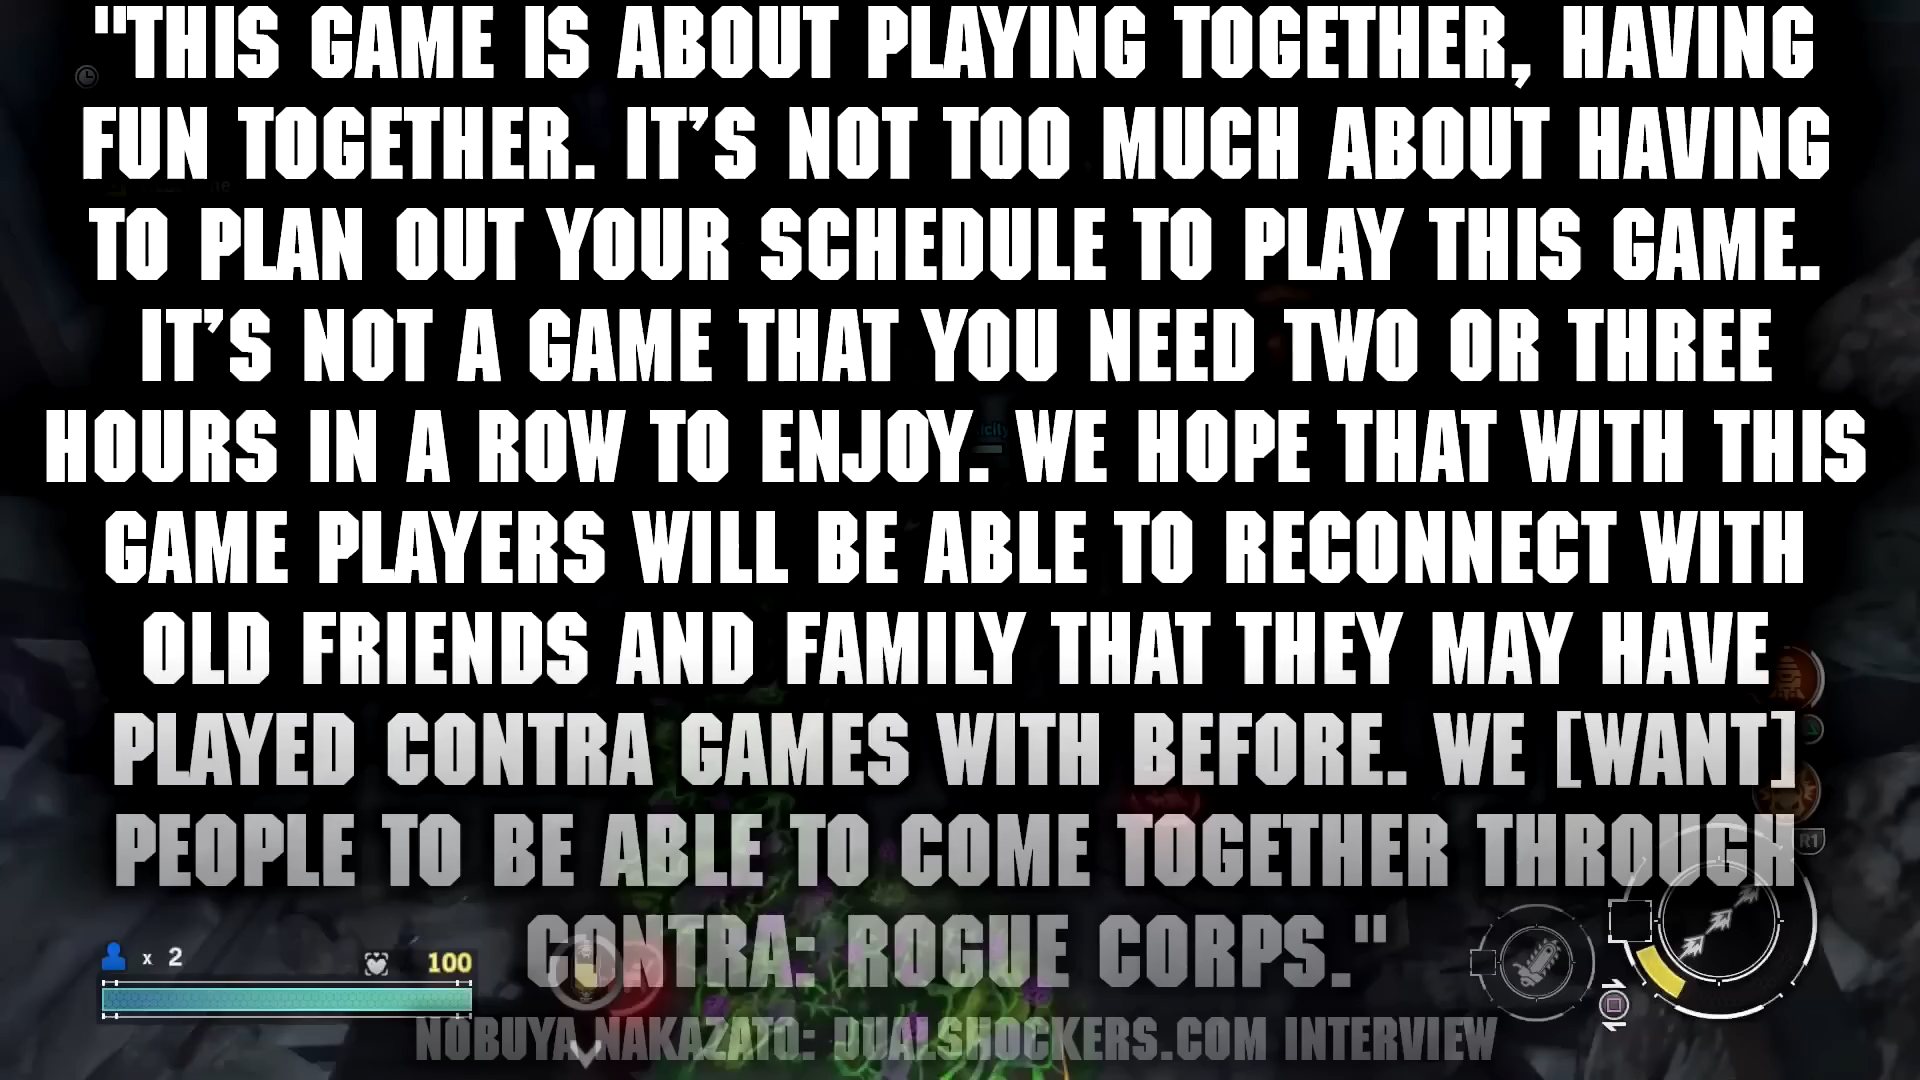 "THIS GAME IS ABOUT PLAYING TOGETHER, HAVING
FUN TOGETHER. IT'S NOT TOO MUCH ABOUT HAVING
TO PLAN OUT YOUR SCHEDULE TO PLAY THIS GAME.
IT'S NOT A GAME THAT YOU NEED TWO OR THREE
HOURS IN A ROW TO ENJOY. WE HOPE THAT WITH THIS
GAME PLAYERS WILL BE ABLE TO RECONNECT WITH
OLD FRIENDS AND FAMILY THAT THEY MAY HAVE
PLAYED CONTRA GAMES WITH BEFORE. WE [WANT]
PEOPLE TO BE ABLE TO COME TOGETHER THROUGH
CONTRA: ROGUE CORPS."
NOBUYA NAKAZATO: DUALSHOCKERS.COM INTERVIEW
x 2
100
R1